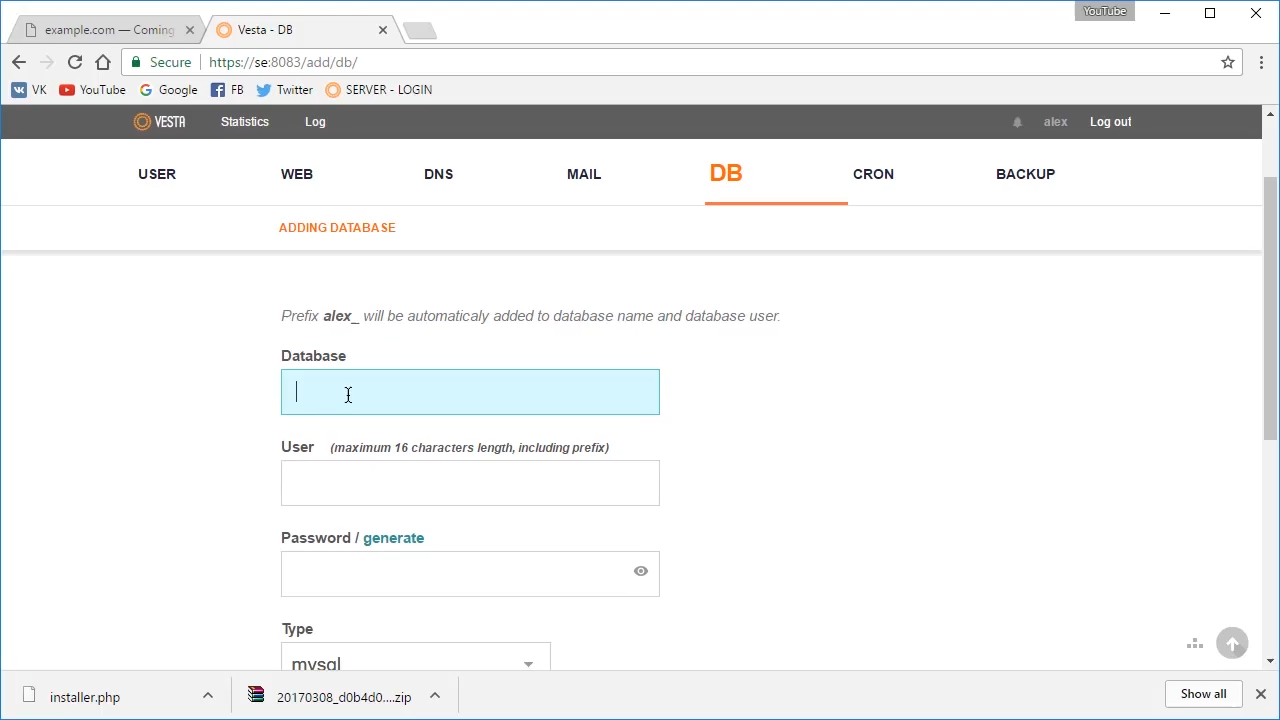 YouTube
example.com — Coming
Vesta - DB
Secure https://se:8083/add/db/
VK YouTube Google FB Twitter SERVER - LOGIN
VESTA Statistics Log alex Log out
USER WEB DNS MAIL DB CRON BACKUP
ADDING DATABASE
Prefix alex_ will be automaticaly added to database name and database user.
Database
User (maximum 16 characters length, including prefix)
Password / generate
Type
mysql
installer.php 20170308_d0b4d0....zip Show all